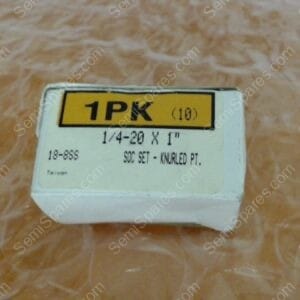 1PK (10)
1/4-20 X 1"
18-8SS SOC SET - KNURLED PT.
Taiwan
SemiSpares.com